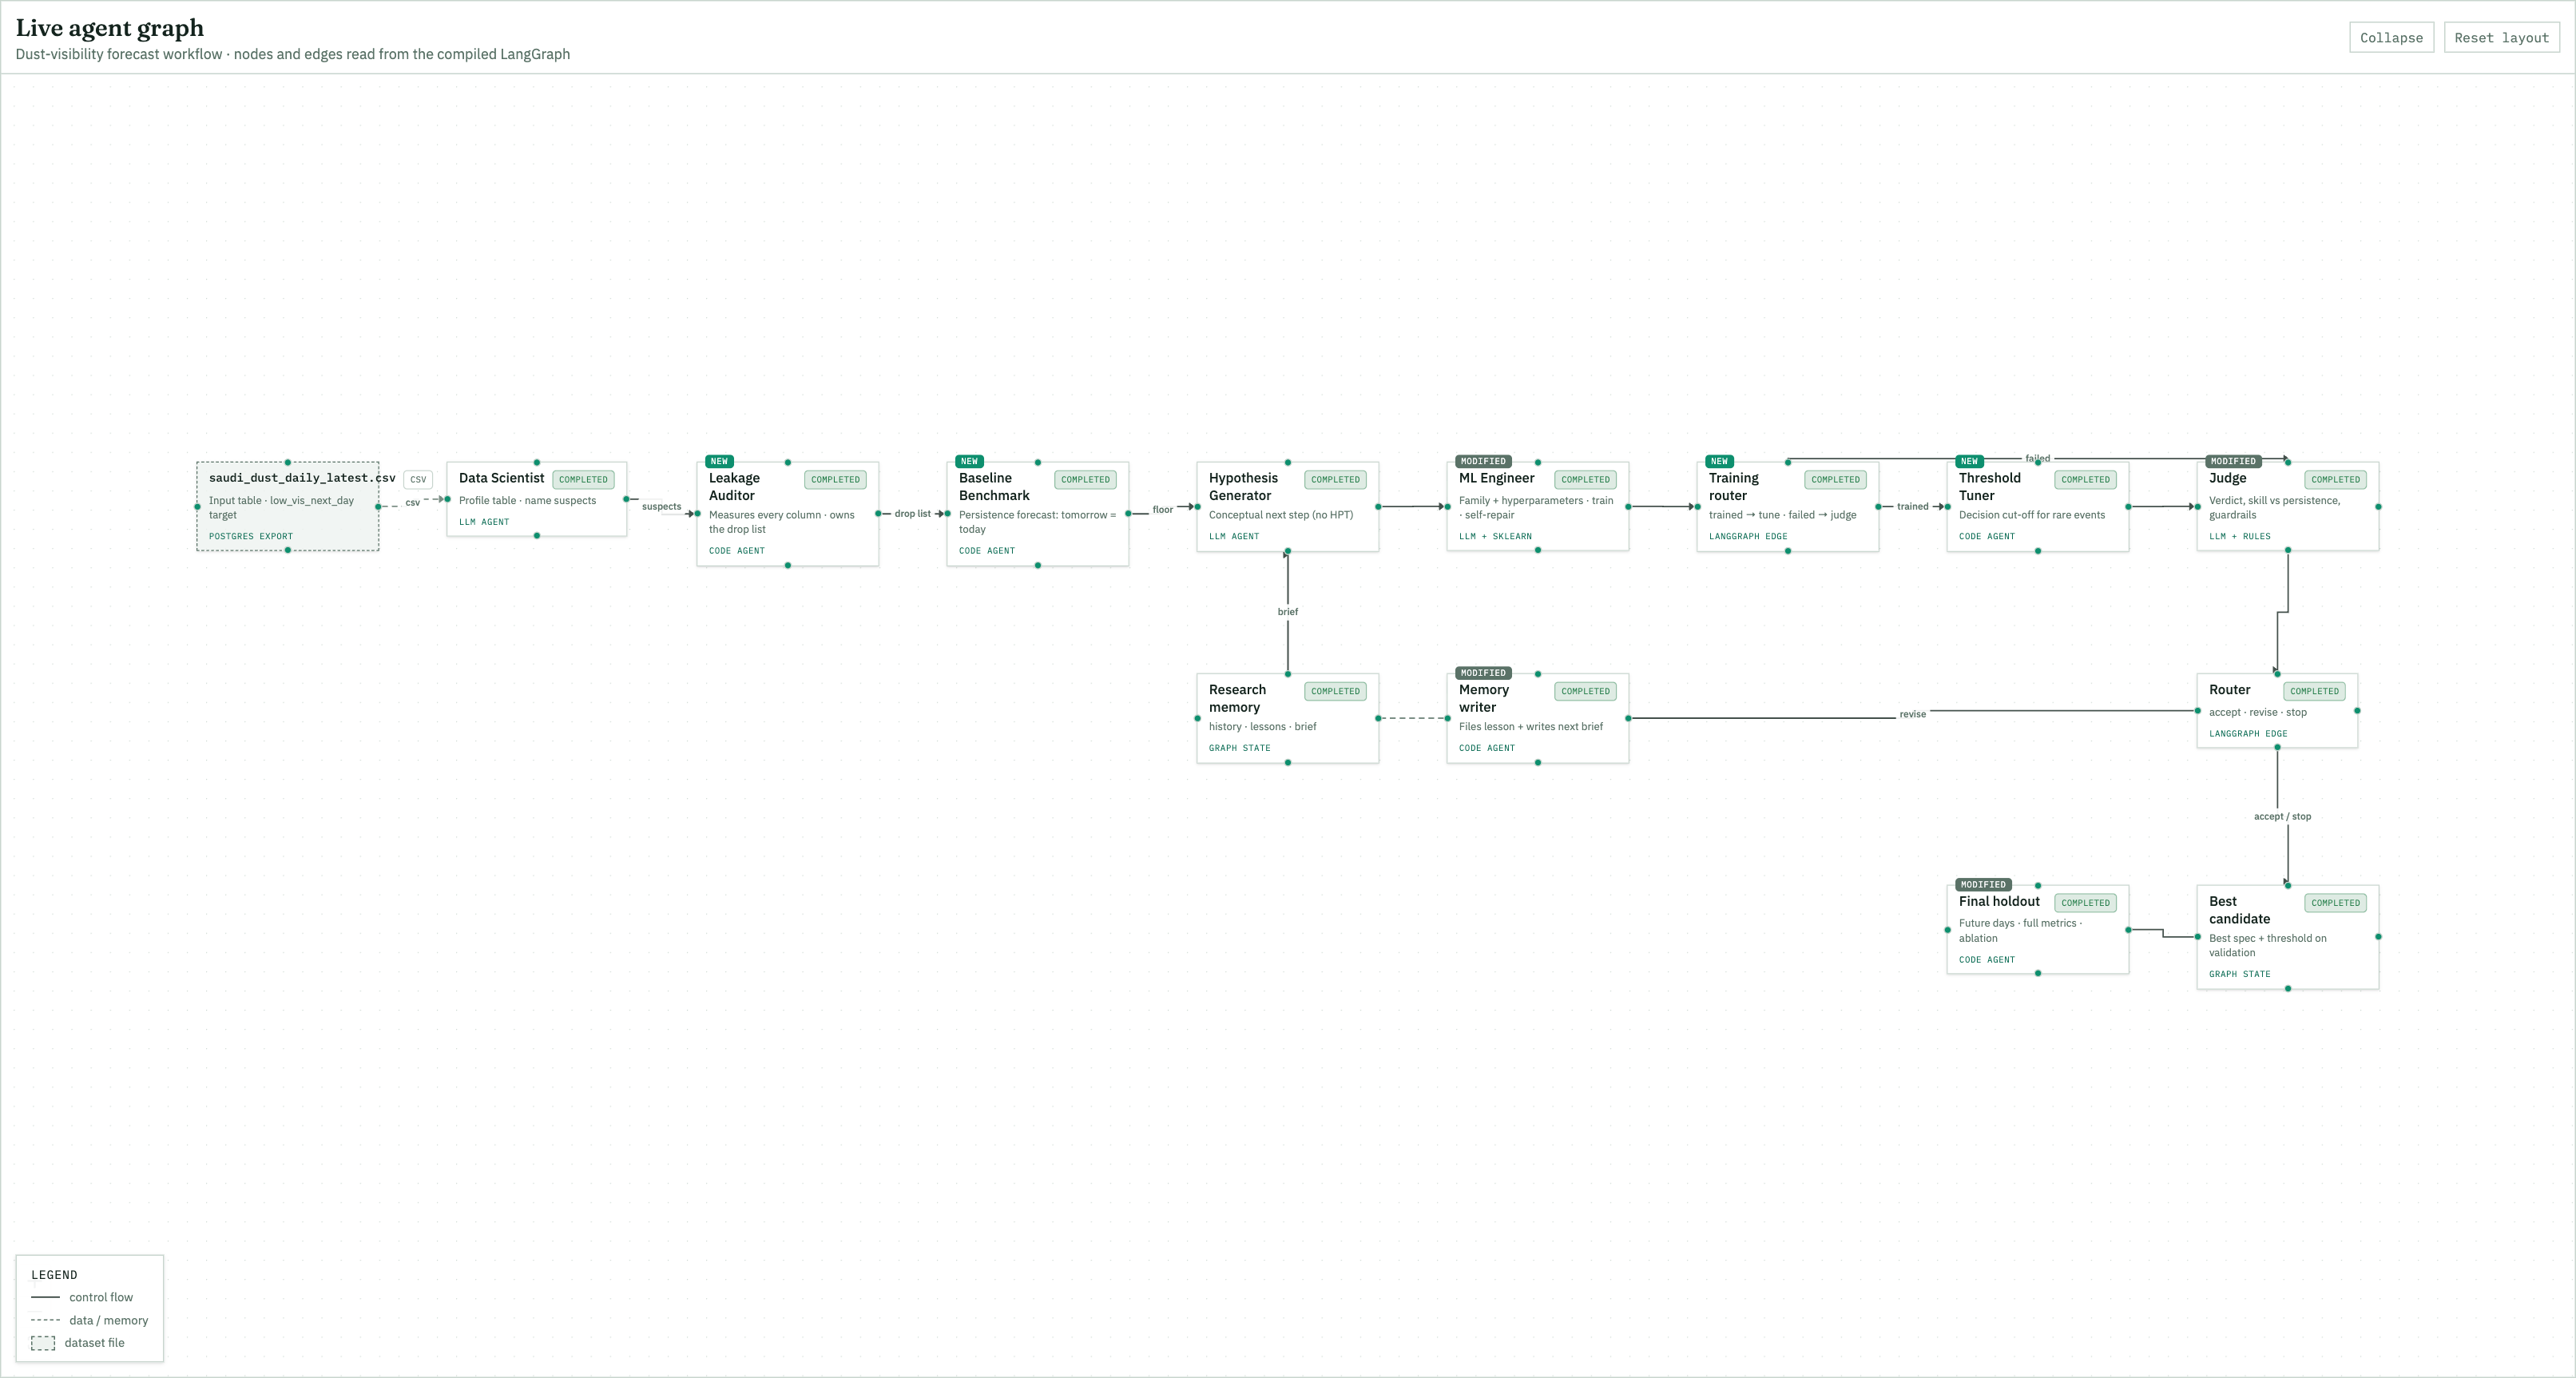 Live agent graph
Dust-visibility forecast workflow · nodes and edges read from the compiled LangGraph
Collapse
Reset layout
saudi_dust_daily_latest.csv
CSV
Input table · low_vis_next_day
target
POSTGRES EXPORT
csv
Data Scientist
COMPLETED
Profile table · name suspects
LLM AGENT
suspects
NEW
Leakage
Auditor
COMPLETED
Measures every column · owns
the drop list
CODE AGENT
drop list
NEW
Baseline
Benchmark
COMPLETED
Persistence forecast: tomorrow =
today
CODE AGENT
floor
Hypothesis
Generator
COMPLETED
Conceptual next step (no HPT)
LLM AGENT
MODIFIED
ML Engineer
COMPLETED
Family + hyperparameters · train
· self-repair
LLM + SKLEARN
NEW
Training
router
COMPLETED
trained → tune · failed → judge
LANGGRAPH EDGE
trained
failed
NEW
Threshold
Tuner
COMPLETED
Decision cut-off for rare events
CODE AGENT
MODIFIED
Judge
COMPLETED
Verdict, skill vs persistence,
guardrails
LLM + RULES
brief
Research
memory
COMPLETED
history · lessons · brief
GRAPH STATE
MODIFIED
Memory
writer
COMPLETED
Files lesson + writes next brief
CODE AGENT
revise
Router
COMPLETED
accept · revise · stop
LANGGRAPH EDGE
accept / stop
MODIFIED
Final holdout
COMPLETED
Future days · full metrics ·
ablation
CODE AGENT
Best
candidate
COMPLETED
Best spec + threshold on
validation
GRAPH STATE
LEGEND
control flow
data / memory
dataset file